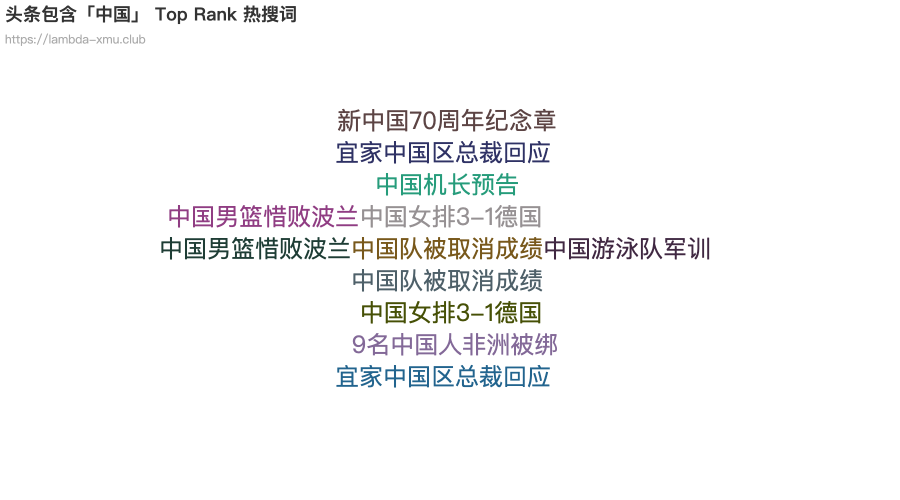 头条包含「中国」 Top Rank 热搜词
https://lambda-xmu.club
新中国70周年纪念章
宜家中国区总裁回应
中国机长预告
中国男篮惜败波兰 中国女排3-1德国
中国男篮惜败波兰 中国队被取消成绩 中国游泳队军训
中国队被取消成绩
中国女排3-1德国
9名中国人非洲被绑
宜家中国区总裁回应